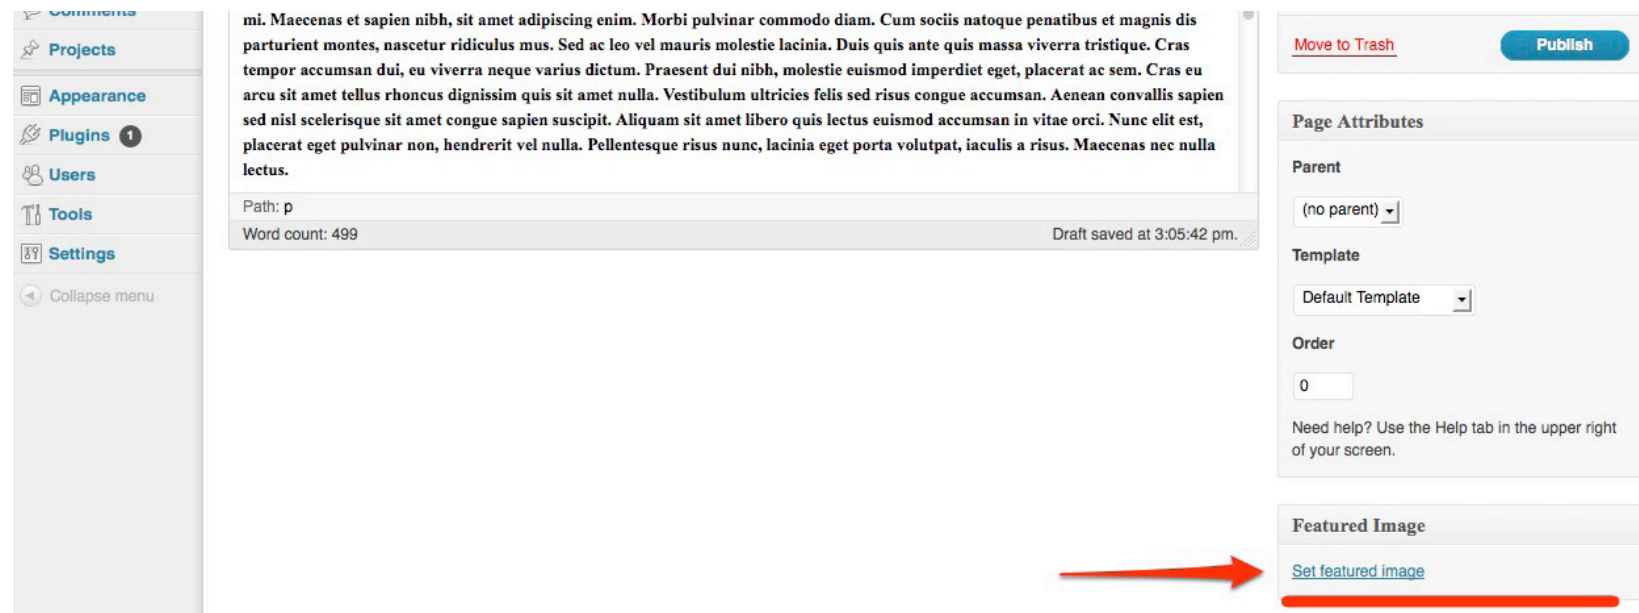 Comments
Projects
Appearance
Plugins 1
Users
Tools
Settings
Collapse menu
mi. Maecenas et sapien nibh, sit amet adipiscing enim. Morbi pulvinar commodo diam. Cum sociis natoque penatibus et magnis dis
parturient montes, nascetur ridiculus mus. Sed ac leo vel mauris molestie lacinia. Duis quis ante quis massa viverra tristique. Cras
tempor accumsan dui, eu viverra neque varius dictum. Praesent dui nibh, molestie euismod imperdiet eget, placerat ac sem. Cras eu
arcu sit amet tellus rhoncus dignissim quis sit amet nulla. Vestibulum ultricies felis sed risus congue accumsan. Aenean convallis sapien
sed nisl scelerisque sit amet congue sapien suscipit. Aliquam sit amet libero quis lectus euismod accumsan in vitae orci. Nunc elit est,
placerat eget pulvinar non, hendrerit vel nulla. Pellentesque risus nunc, lacinia eget porta volutpat, iaculis a risus. Maecenas nec nulla
lectus.
Path: p
Word count: 499
Draft saved at 3:05:42 pm.
Move to Trash
Publish
Page Attributes
Parent
(no parent)
Template
Default Template
Order
0
Need help? Use the Help tab in the upper right
of your screen.
Featured Image
Set featured image